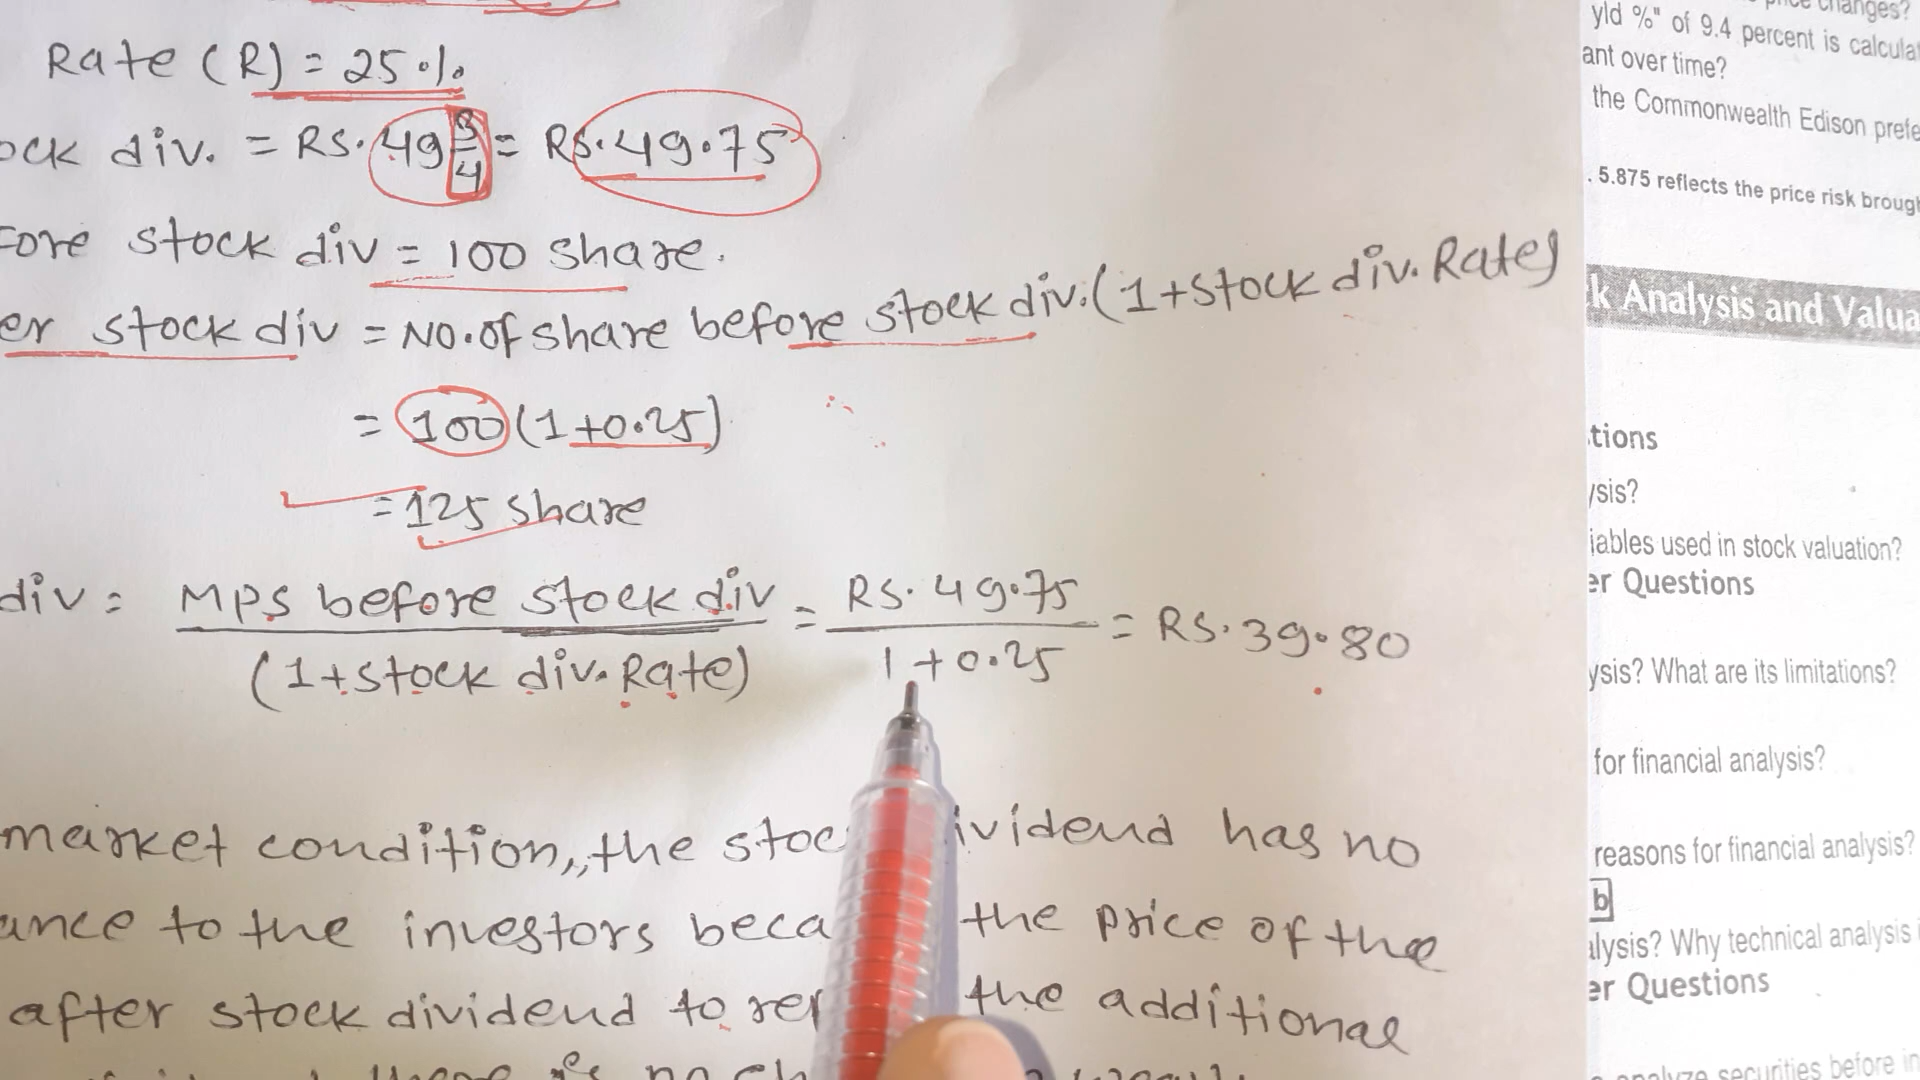 Rate (R) = 25%
ock div. = RS. 49 3/4 = RS. 49.75
fore stock div = 100 share.
er stock div = NO. of share before stock div. (1+stock div. Rate)
= 100 (1+0.25)
= 125 share
div = MPS before stock div / (1+stock div. Rate) = RS. 49.75 / 1+0.25 = RS. 39.80
market condition,, the stoc ividend has no
ance to the investors beca the price of the
after stock dividend to re the additional
yld %" of 9.4 percent is calcula
ant over time?
the Commonwealth Edison prefe
. 5.875 reflects the price risk broug
k Analysis and Valua
tions
ysis?
iables used in stock valuation?
er Questions
ysis? What are its limitations?
for financial analysis?
reasons for financial analysis?
b
lysis? Why technical analysis i
er Questions
securities before in